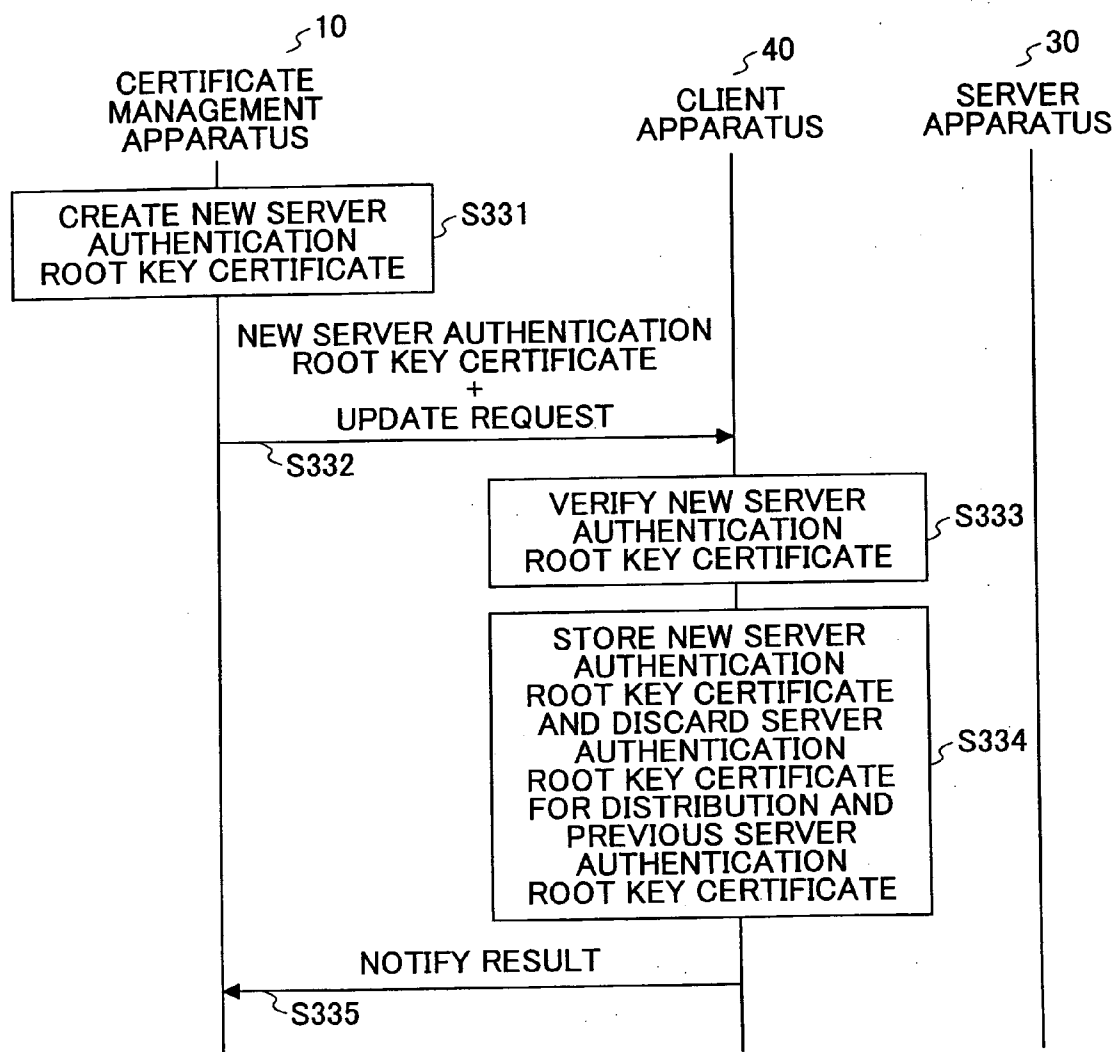 10
CERTIFICATE
MANAGEMENT
APPARATUS
40
CLIENT
APPARATUS
30
SERVER
APPARATUS
CREATE NEW SERVER
AUTHENTICATION
ROOT KEY CERTIFICATE
S331
NEW SERVER AUTHENTICATION
ROOT KEY CERTIFICATE
+
UPDATE REQUEST
S332
VERIFY NEW SERVER
AUTHENTICATION
ROOT KEY CERTIFICATE
S333
STORE NEW SERVER
AUTHENTICATION
ROOT KEY CERTIFICATE
AND DISCARD SERVER
AUTHENTICATION
ROOT KEY CERTIFICATE
FOR DISTRIBUTION AND
PREVIOUS SERVER
AUTHENTICATION
ROOT KEY CERTIFICATE
S334
NOTIFY RESULT
S335